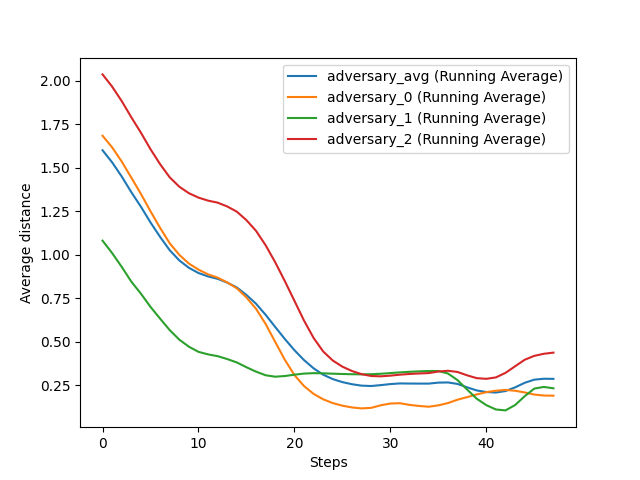 adversary_avg (Running Average)
adversary_0 (Running Average)
adversary_1 (Running Average)
adversary_2 (Running Average)
2.00
1.75
1.50
1.25
1.00
0.75
0.50
0.25
Average distance
0 10 20 30 40
Steps